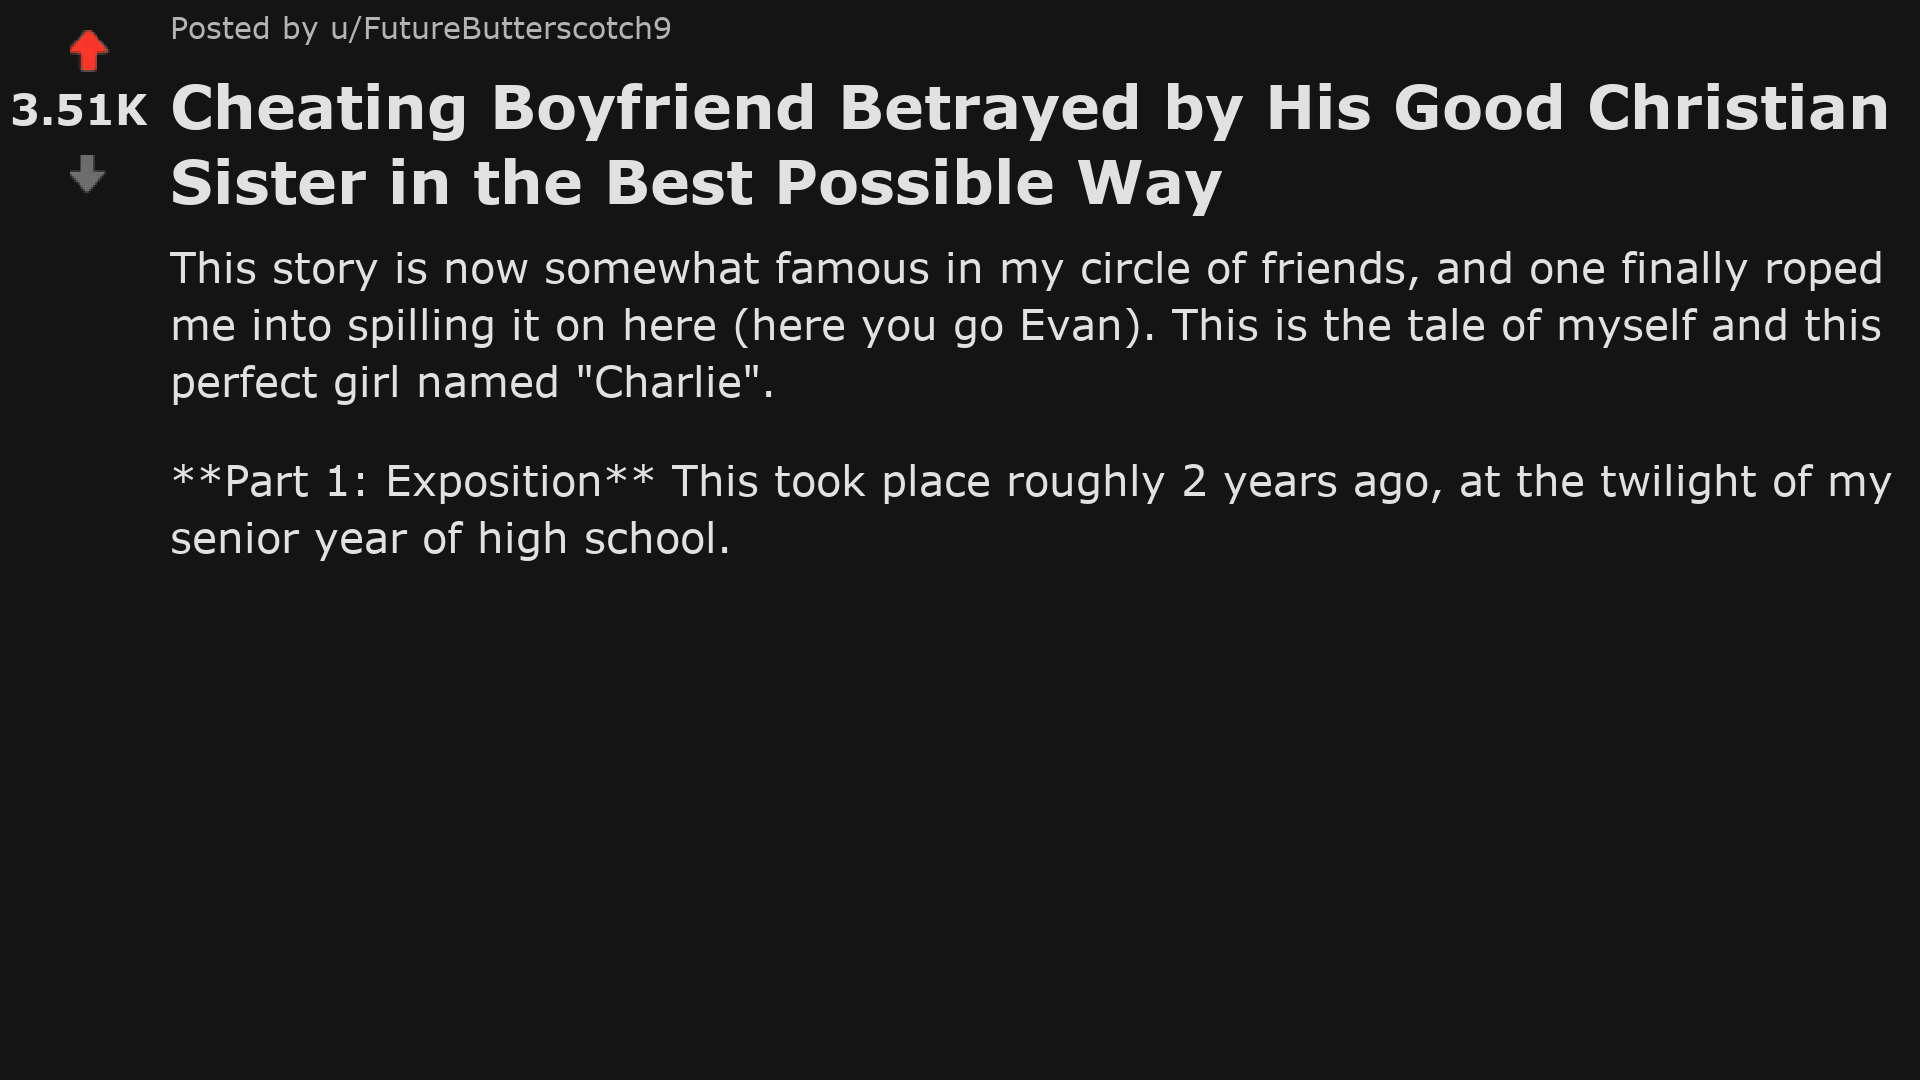 Posted by u/FutureButterscotch9
3.51K
Cheating Boyfriend Betrayed by His Good Christian
Sister in the Best Possible Way
This story is now somewhat famous in my circle of friends, and one finally roped
me into spilling it on here (here you go Evan). This is the tale of myself and this
perfect girl named "Charlie".
**Part 1: Exposition** This took place roughly 2 years ago, at the twilight of my
senior year of high school.